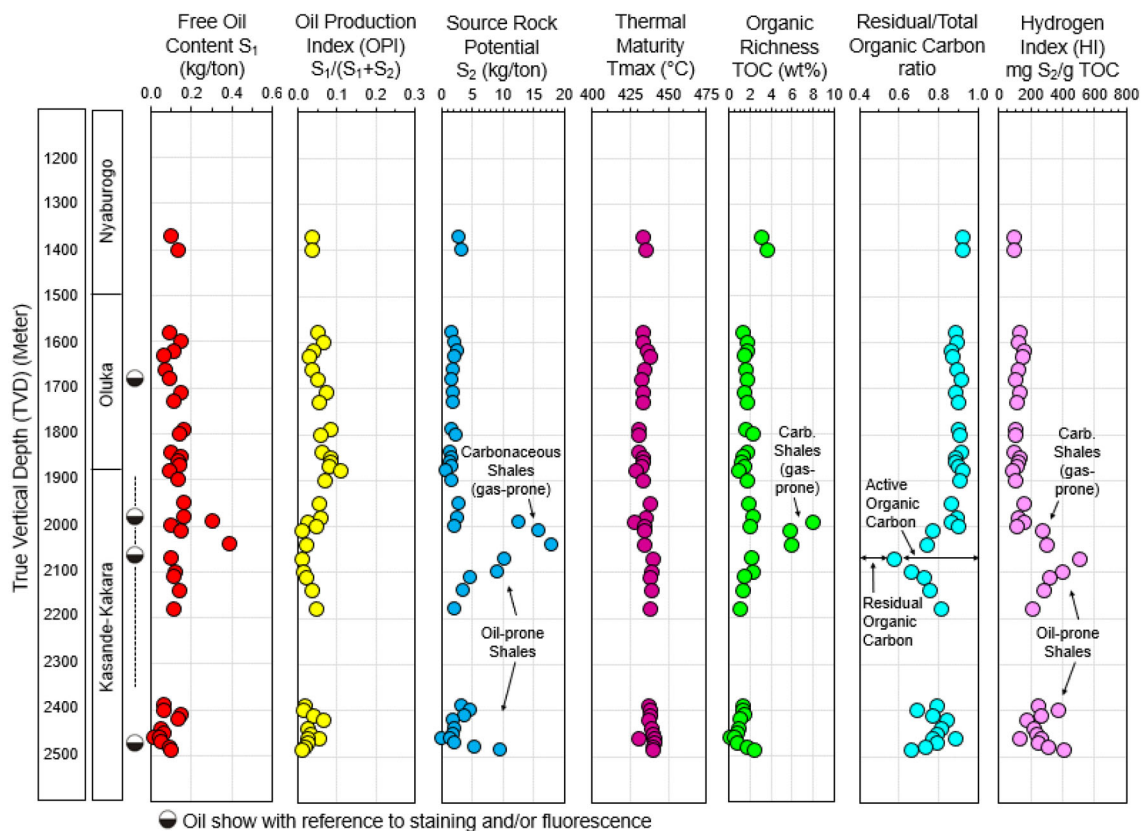 Free Oil
Content S₁
(kg/ton)
Oil Production
Index (OPI)
S₁/(S₁+S₂)
Source Rock
Potential
S₂ (kg/ton)
Thermal
Maturity
Tmax (°C)
Organic
Richness
TOC (wt%)
Residual/Total
Organic Carbon
ratio
Hydrogen
Index (HI)
mg S₂/g TOC
0.0 0.2 0.4 0.6
0.0 0.1 0.2 0.3
0 5 10 15 20
400 425 450 475
0 2 4 6 8 10
0.4 0.6 0.8 1.0
0 200 400 600 800
True Vertical Depth (TVD) (Meter)
1200
1300
1400
1500
1600
1700
1800
1900
2000
2100
2200
2300
2400
2500
Nyaburogo
Oluka
Kasande-Kakara
Carbonaceous
Shales
(gas-prone)
Oil-prone
Shales
Carb.
Shales
(gas-
prone)
Active
Organic
Carbon
Residual
Organic
Carbon
Carb.
Shales
(gas-
prone)
Oil-prone
Shales
Oil show with reference to staining and/or fluorescence